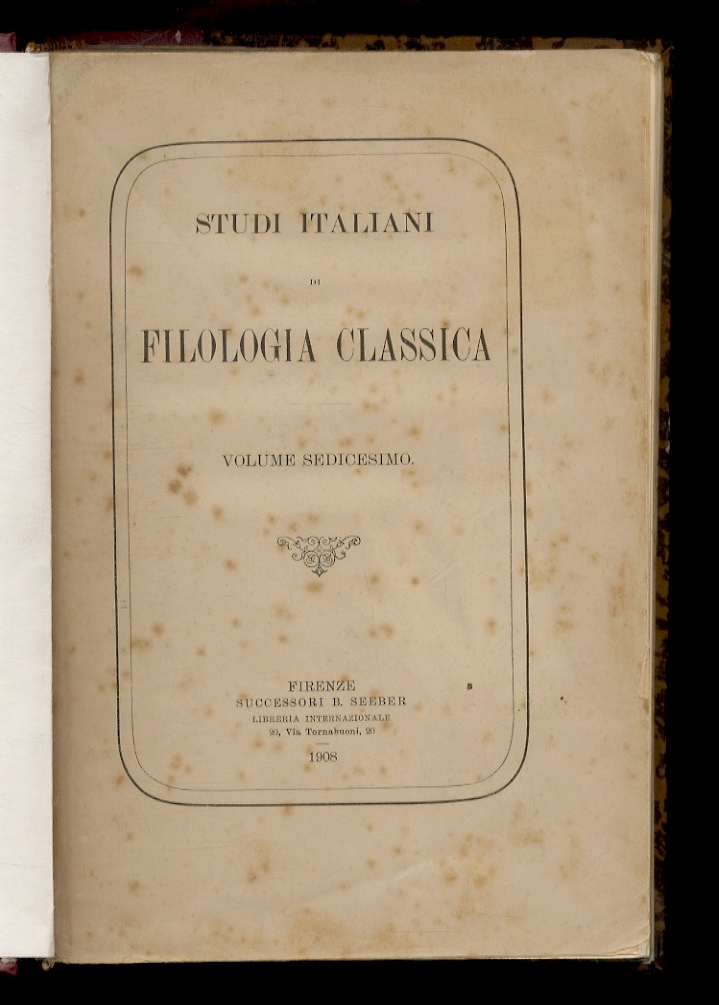 STUDI ITALIANI
DI
FILOLOGIA CLASSICA
VOLUME SEDICESIMO.
FIRENZE
SUCCESSORI B. SEEBER
LIBRERIA INTERNAZIONALE
20, Via Tornabuoni, 20
1908